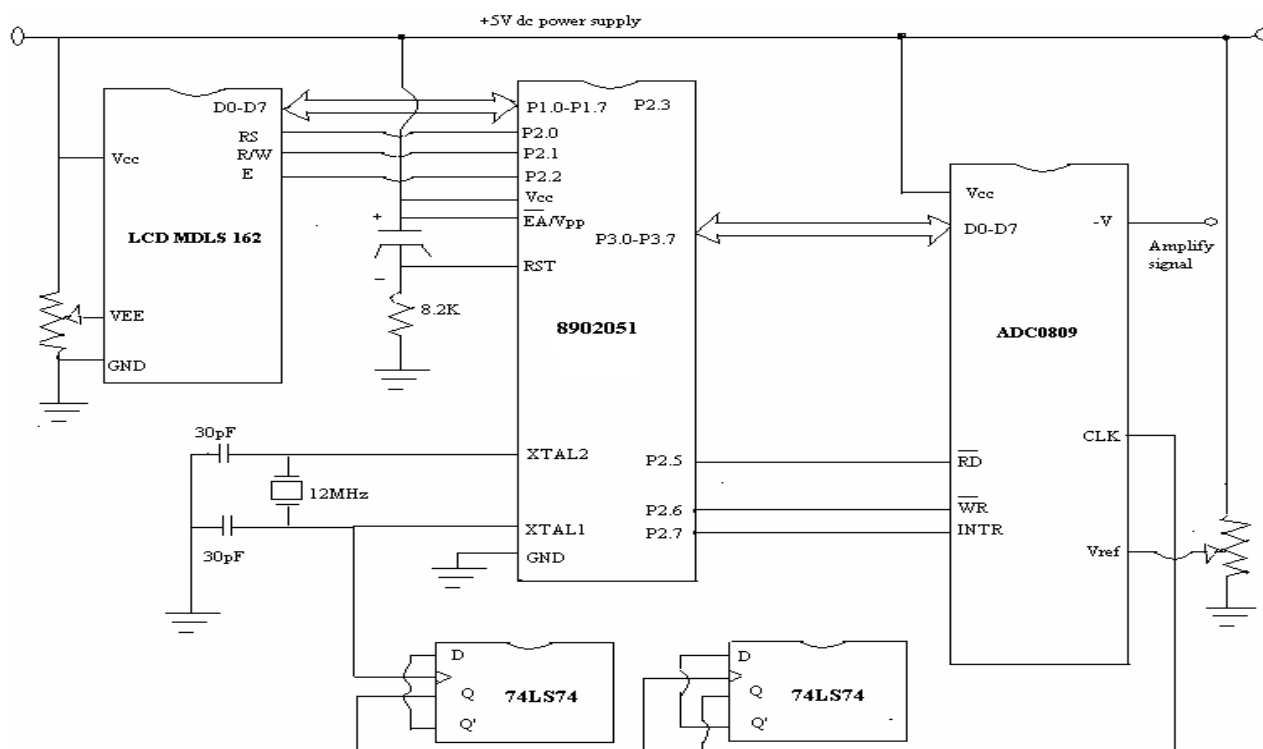 +5V dc power supply
D0-D7
RS
R/W
E
Vcc
LCD MDLS 162
VEE
GND
+
−
8.2K
P1.0-P1.7
P2.3
P2.0
P2.1
P2.2
Vcc
EA/Vpp
P3.0-P3.7
RST
8902051
XTAL2
P2.5
P2.6
XTAL1
P2.7
GND
Vcc
-V
D0-D7
Amplify
signal
ADC0809
CLK
RD
WR
INTR
Vref
30pF
12MHz
30pF
D
Q
74LS74
Q'
D
Q
74LS74
Q'